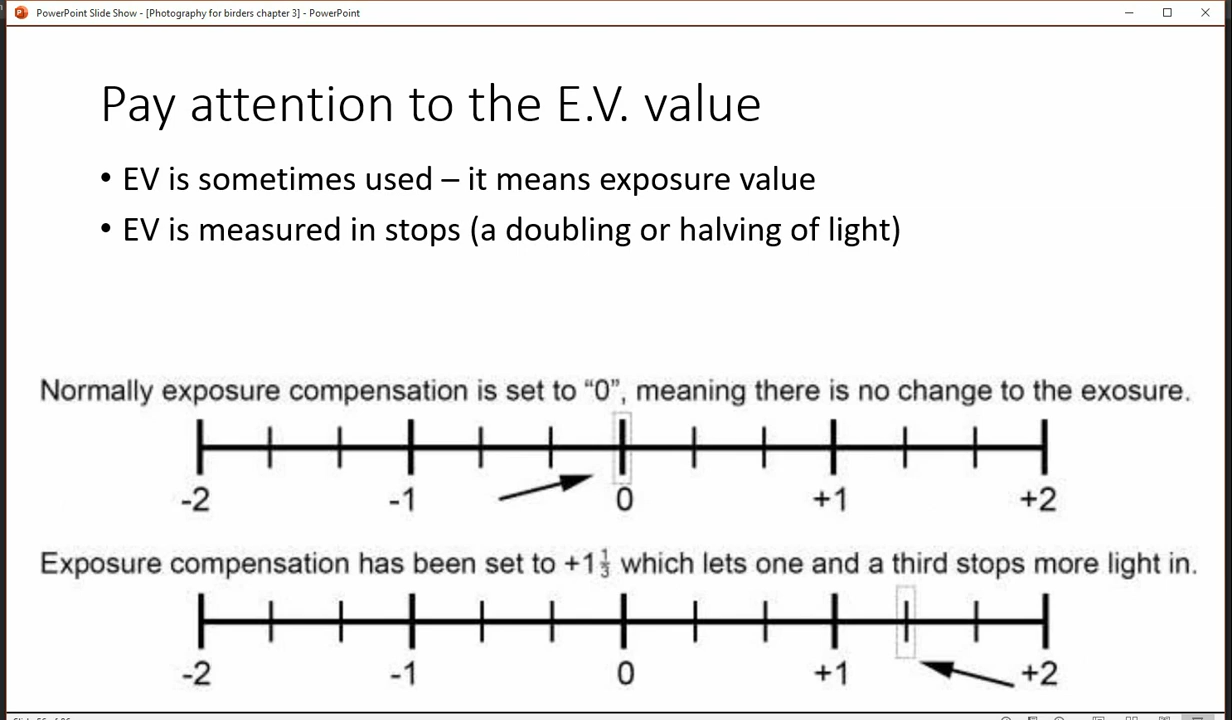 PowerPoint Slide Show - [Photography for birders chapter 3] - PowerPoint
Pay attention to the E.V. value
• EV is sometimes used – it means exposure value
• EV is measured in stops (a doubling or halving of light)
Normally exposure compensation is set to “0”, meaning there is no change to the exosure.
-2 -1 0 +1 +2
Exposure compensation has been set to +1⅓ which lets one and a third stops more light in.
-2 -1 0 +1 +2